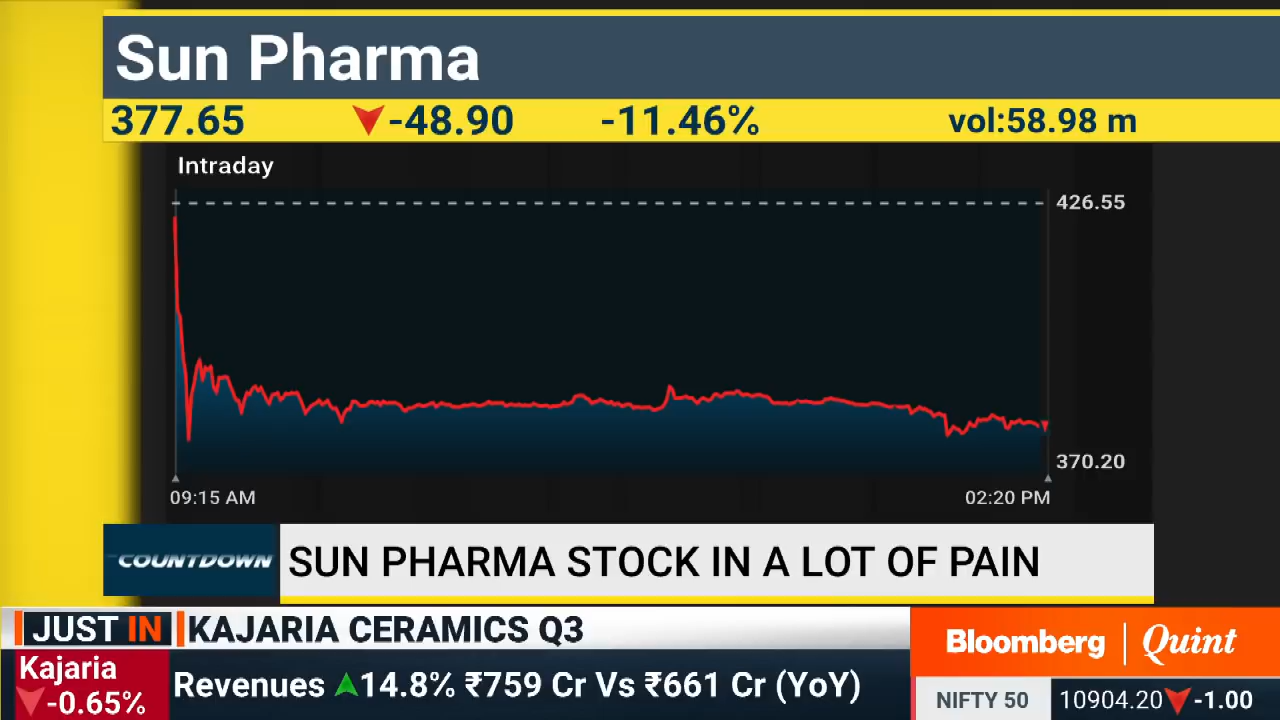 Sun Pharma
377.65 ▼-48.90 -11.46% vol:58.98 m
Intraday
426.55
370.20
09:15 AM 02:20 PM
COUNTDOWN SUN PHARMA STOCK IN A LOT OF PAIN
JUST IN KAJARIA CERAMICS Q3
Bloomberg | Quint
Kajaria
▼-0.65%
Revenues ▲14.8% ₹759 Cr Vs ₹661 Cr (YoY)
NIFTY 50 10904.20▼-1.00